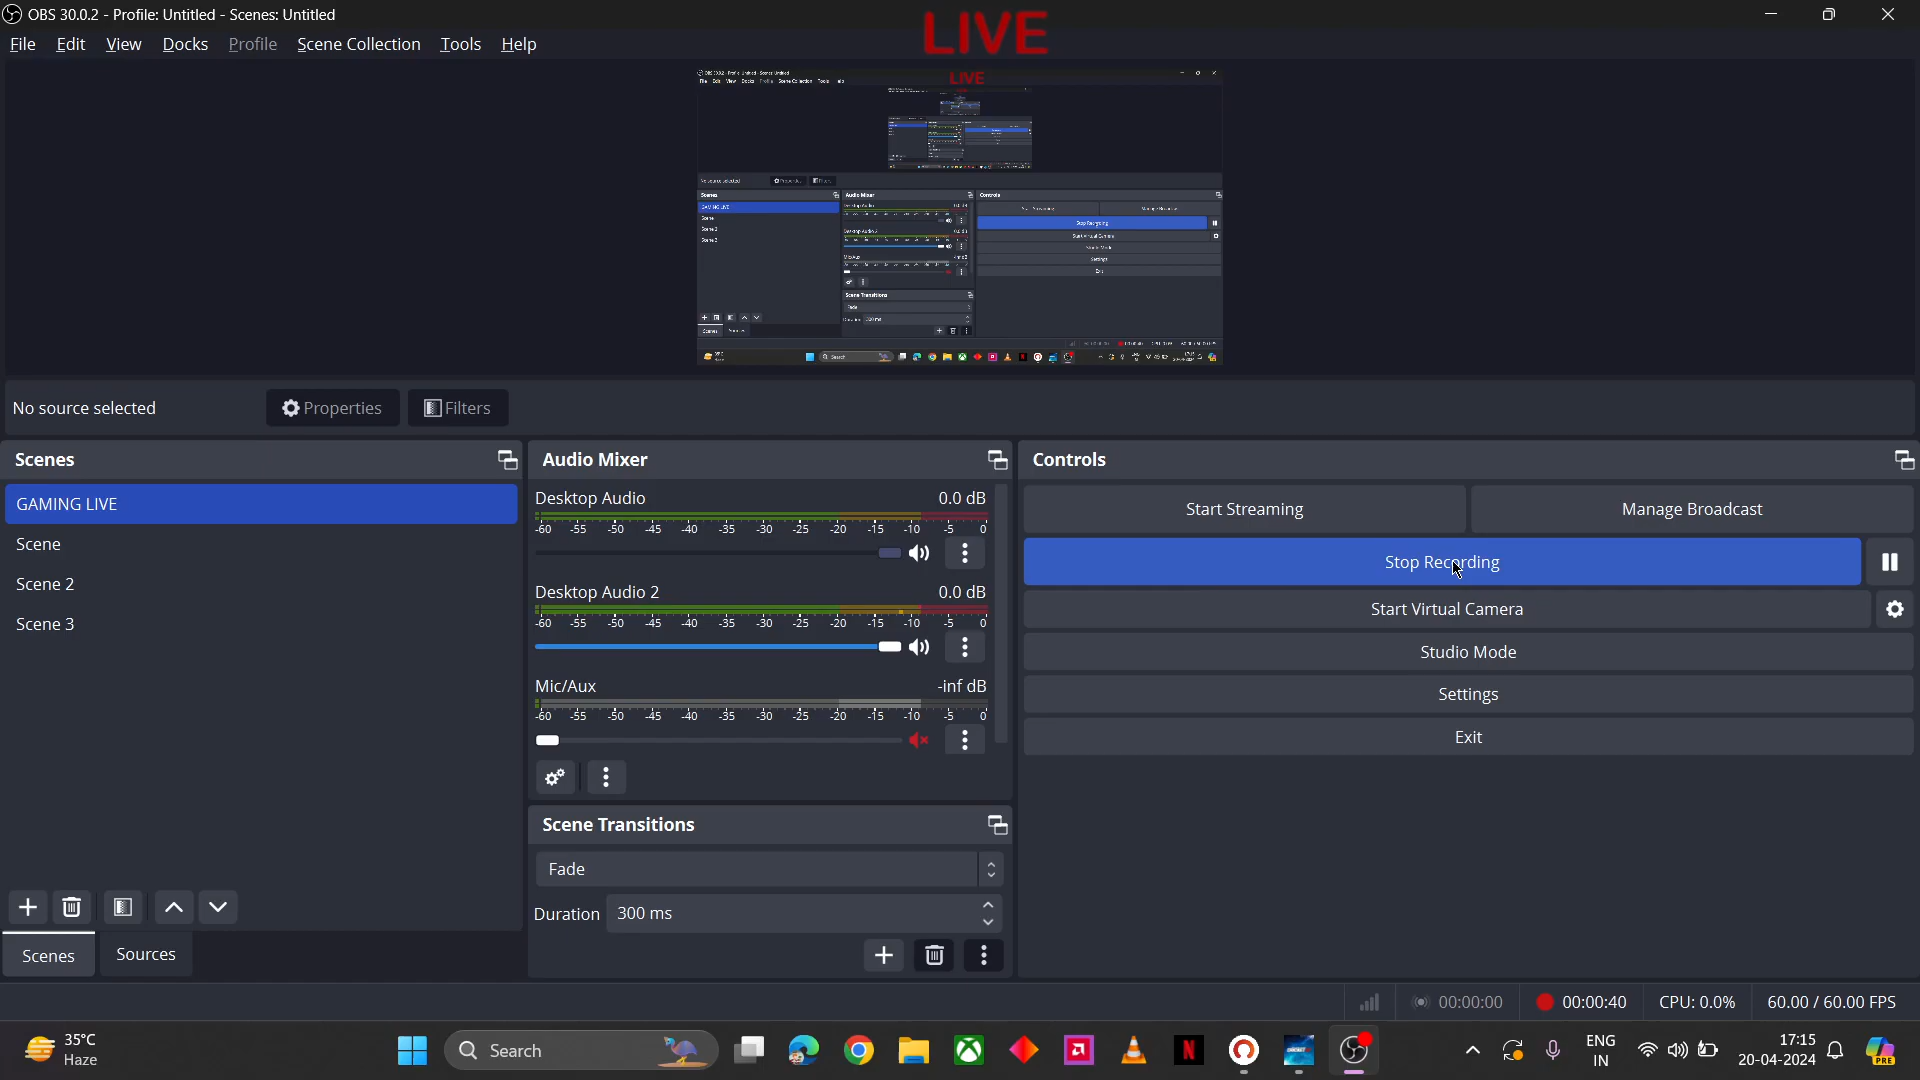 OBS 30.0.2 - Profile: Untitled - Scenes: Untitled
LIVE
File Edit View Docks Profile Scene Collection Tools Help
LIVE
No source selected Properties Filters
Scenes
GAMING LIVE
Scene
Scene 2
Scene 3
Scenes Sources
Audio Mixer
Desktop Audio 0.0 dB
-60 -55 -50 -45 -40 -35 -30 -25 -20 -15 -10 -5 0
Desktop Audio 2 0.0 dB
-60 -55 -50 -45 -40 -35 -30 -25 -20 -15 -10 -5 0
Mic/Aux -inf dB
-60 -55 -50 -45 -40 -35 -30 -25 -20 -15 -10 -5 0
Scene Transitions
Fade
Duration 300 ms
Controls
Start Streaming Manage Broadcast
Stop Recording
Start Virtual Camera
Studio Mode
Settings
Exit
00:00:00 00:00:40 CPU: 0.0% 60.00 / 60.00 FPS
35°C
Haze
Search
ENG
IN
17:15
20-04-2024
PRE